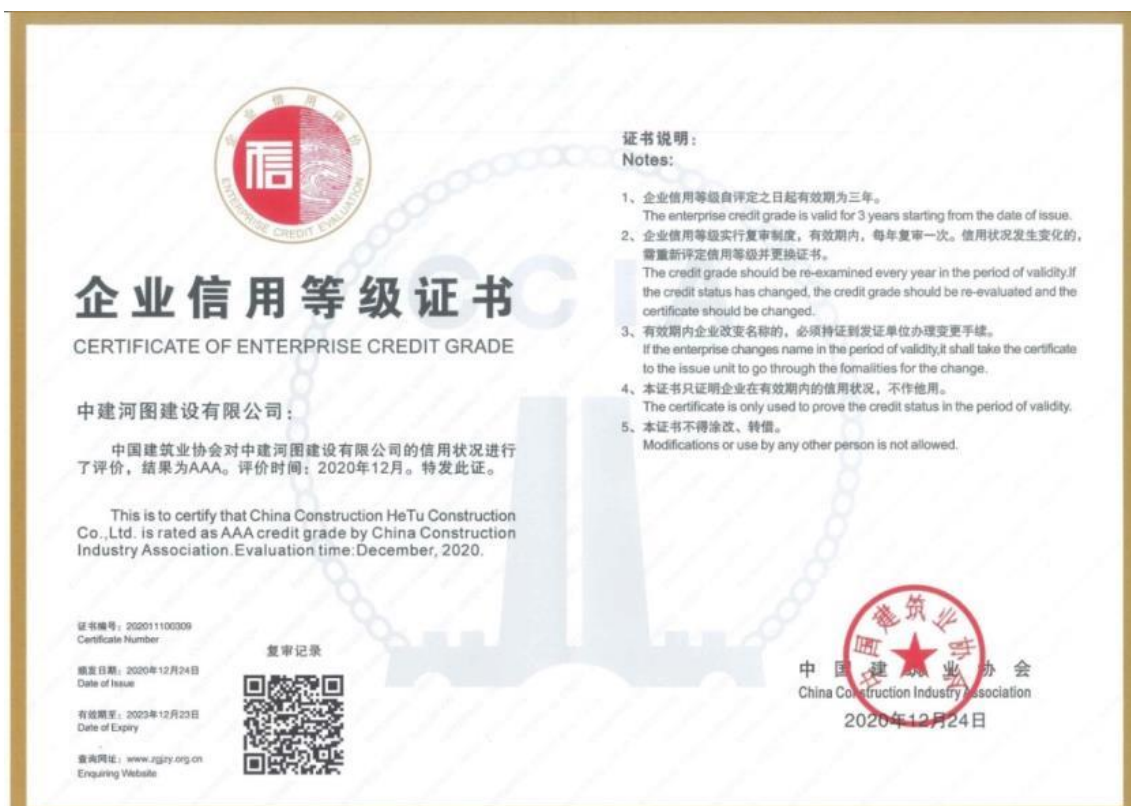 企业信用评价
信
ENTERPRISE CREDIT EVALUATION
企业信用等级证书
CERTIFICATE OF ENTERPRISE CREDIT GRADE
中建河图建设有限公司：
中国建筑业协会对中建河图建设有限公司的信用状况进行
了评价，结果为AAA。评价时间：2020年12月。特发此证。
This is to certify that China Construction HeTu Construction
Co.,Ltd. is rated as AAA credit grade by China Construction
Industry Association.Evaluation time:December, 2020.
证书编号：202011100309
Certificate Number
颁发日期：2020年12月24日
Date of Issue
有效期至：2023年12月23日
Date of Expiry
查询网址：www.zgjzy.org.cn
Enquiring Website
复审记录
CCIA
证书说明：
Notes:
1、企业信用等级自评定之日起有效期为三年。
The enterprise credit grade is valid for 3 years starting from the date of issue.
2、企业信用等级实行复审制度，有效期内，每年复审一次。信用状况发生变化的，
需重新评定信用等级并更换证书。
The credit grade should be re-examined every year in the period of validity.If
the credit status has changed, the credit grade should be re-evaluated and the
certificate should be changed.
3、有效期内企业改变名称的，必须持证到发证单位办理变更手续。
If the enterprise changes name in the period of validity,it shall take the certificate
to the issue unit to go through the fomalities for the change.
4、本证书只证明企业在有效期内的信用状况，不作他用。
The certificate is only used to prove the credit status in the period of validity.
5、本证书不得涂改、转借。
Modifications or use by any other person is not allowed.
中国建筑业协会
中国建筑业协会
China Construction Industry Association
2020年12月24日